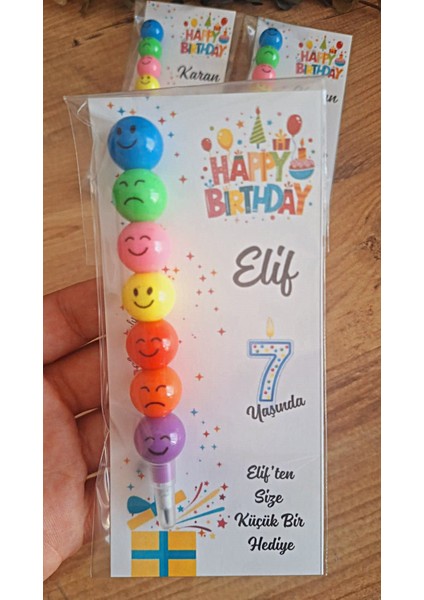 HAPPY
BIRTHDAY
Karan
HAPPY
BIRTHDAY
HAPPY
BIRTHDAY
Elif
7
Yaşında
Elif'ten
Size
Küçük Bir
Hediye